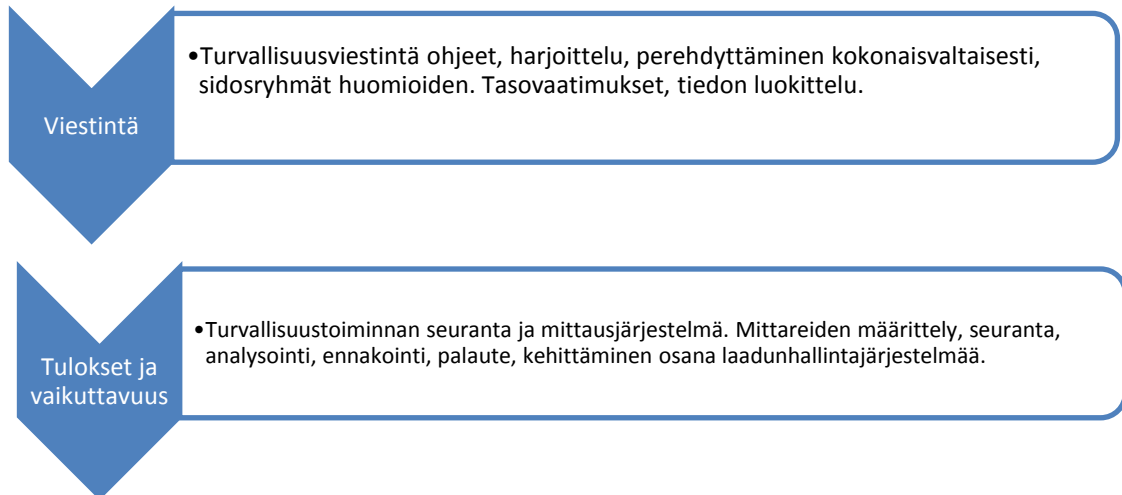 Viestintä
•Turvallisuusviestintä ohjeet, harjoittelu, perehdyttäminen kokonaisvaltaisesti,
sidosryhmät huomioiden. Tasovaatimukset, tiedon luokittelu.
Tulokset ja
vaikuttavuus
•Turvallisuustoiminnan seuranta ja mittausjärjestelmä. Mittareiden määrittely, seuranta,
analysointi, ennakointi, palaute, kehittäminen osana laadunhallintajärjestelmää.